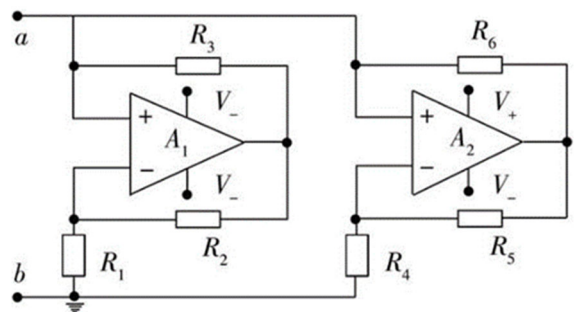 a
R₃
R₆
V₋
V₊
+
A₁
−
+
A₂
−
V₋
V₋
R₁
R₂
R₄
R₅
b